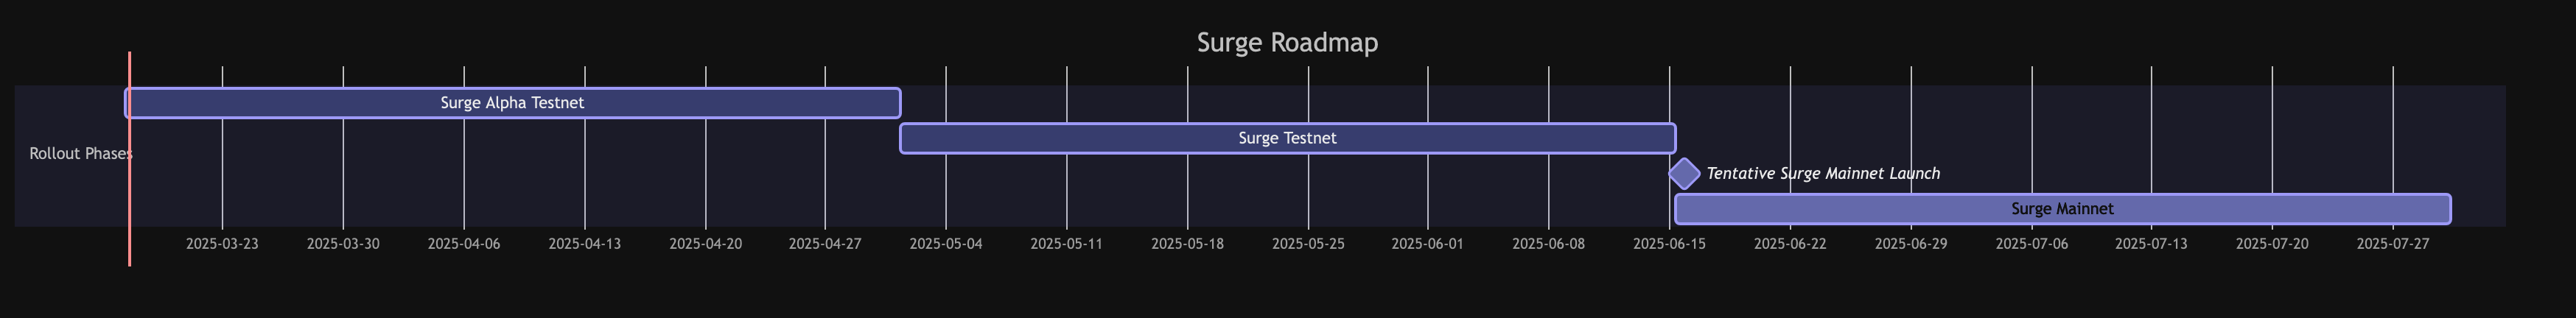 Surge Roadmap
Surge Alpha Testnet
Surge Testnet
Rollout Phases
Tentative Surge Mainnet Launch
Surge Mainnet
2025-03-23 2025-03-30 2025-04-06 2025-04-13 2025-04-20 2025-04-27 2025-05-04 2025-05-11 2025-05-18 2025-05-25 2025-06-01 2025-06-08 2025-06-15 2025-06-22 2025-06-29 2025-07-06 2025-07-13 2025-07-20 2025-07-27